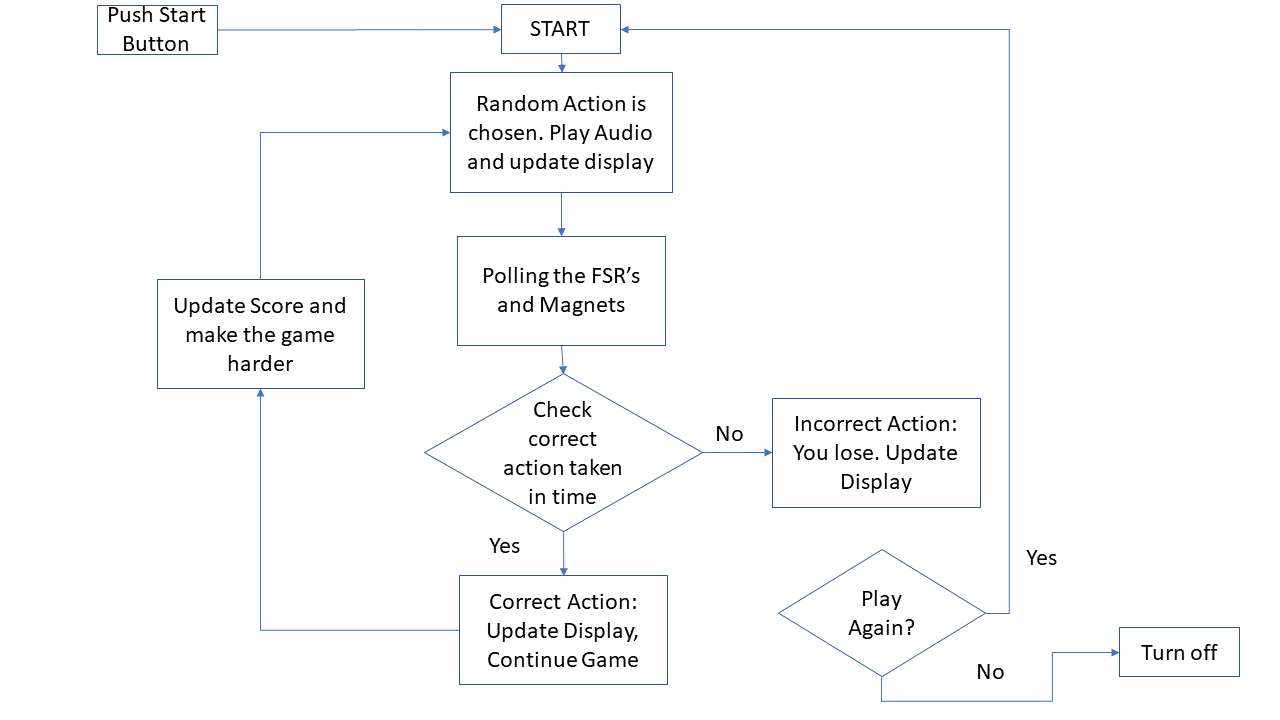 Push Start
Button
START
Random Action is
chosen. Play Audio
and update display
Polling the FSR’s
and Magnets
Update Score and
make the game
harder
Check
correct
action taken
in time
No
Incorrect Action:
You lose. Update
Display
Yes
Correct Action:
Update Display,
Continue Game
Play
Again?
Yes
No
Turn off